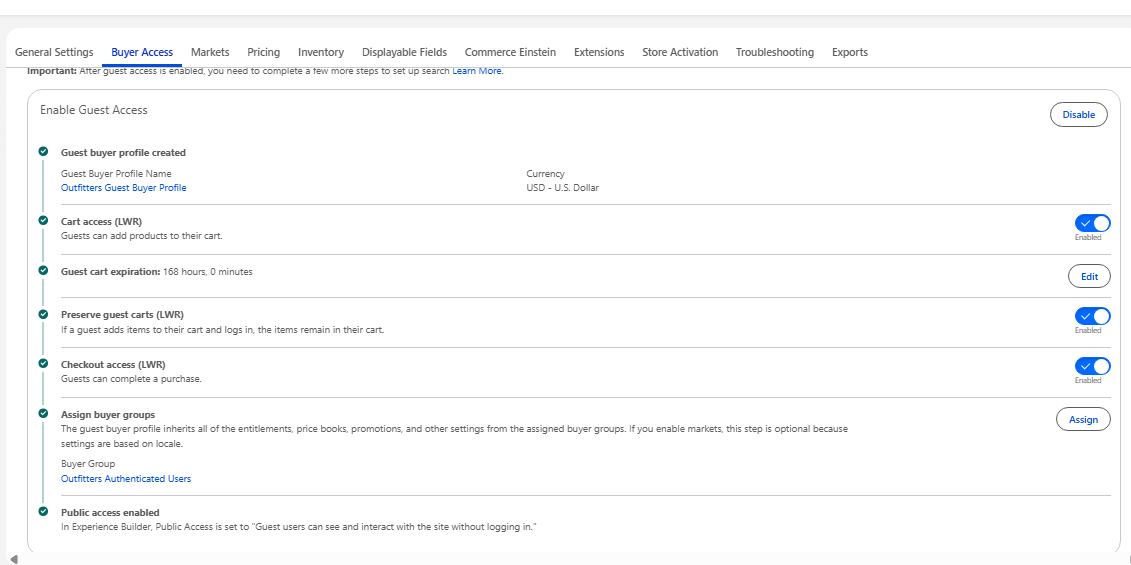 General Settings Buyer Access Markets Pricing Inventory Displayable Fields Commerce Einstein Extensions Store Activation Troubleshooting Exports
Important: After guest access is enabled, you need to complete a few more steps to set up search Learn More.
Enable Guest Access
Disable
Guest buyer profile created
Guest Buyer Profile Name Currency
Outfitters Guest Buyer Profile USD - U.S. Dollar
Cart access (LWR)
Guests can add products to their cart.
Enabled
Guest cart expiration: 168 hours, 0 minutes
Edit
Preserve guest carts (LWR)
If a guest adds items to their cart and logs in, the items remain in their cart.
Enabled
Checkout access (LWR)
Guests can complete a purchase.
Enabled
Assign buyer groups
Assign
The guest buyer profile inherits all of the entitlements, price books, promotions, and other settings from the assigned buyer groups. If you enable markets, this step is optional because
settings are based on locale.
Buyer Group
Outfitters Authenticated Users
Public access enabled
In Experience Builder, Public Access is set to "Guest users can see and interact with the site without logging in."